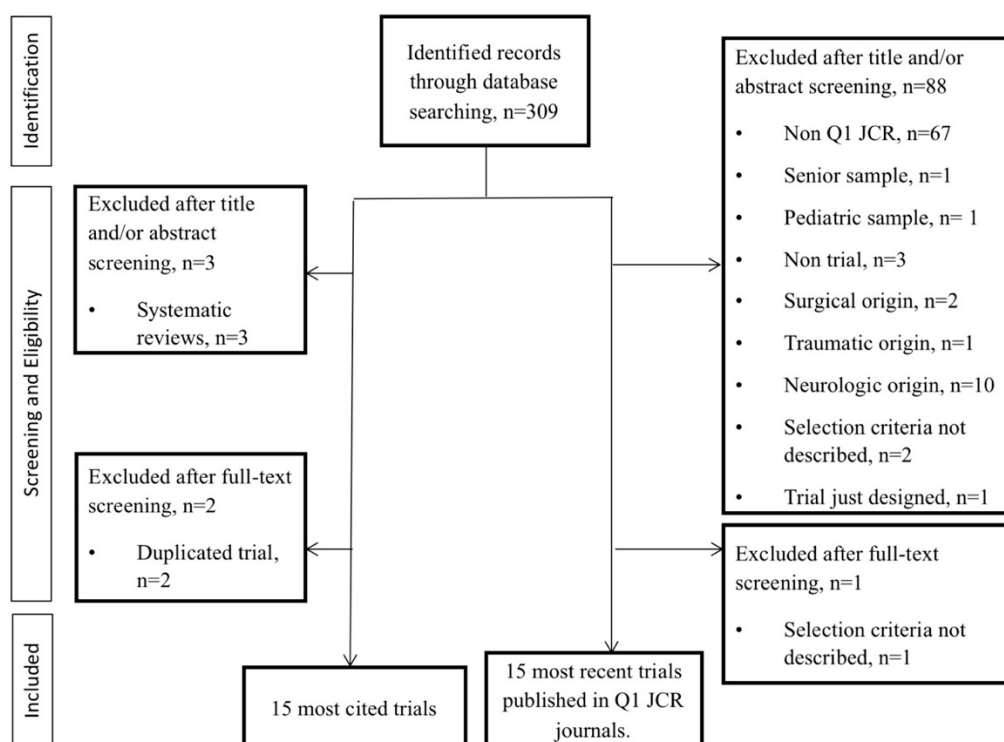 Identification
Identified records
through database
searching, n=309
Excluded after title and/or
abstract screening, n=88
• Non Q1 JCR, n=67
• Senior sample, n=1
• Pediatric sample, n= 1
• Non trial, n=3
• Surgical origin, n=2
• Traumatic origin, n=1
• Neurologic origin, n=10
• Selection criteria not
described, n=2
• Trial just designed, n=1
Screening and Eligibility
Excluded after title
and/or abstract
screening, n=3
• Systematic
reviews, n=3
Excluded after full-text
screening, n=2
• Duplicated trial,
n=2
Excluded after full-text
screening, n=1
• Selection criteria not
described, n=1
Included
15 most cited trials
15 most recent trials
published in Q1 JCR
journals.